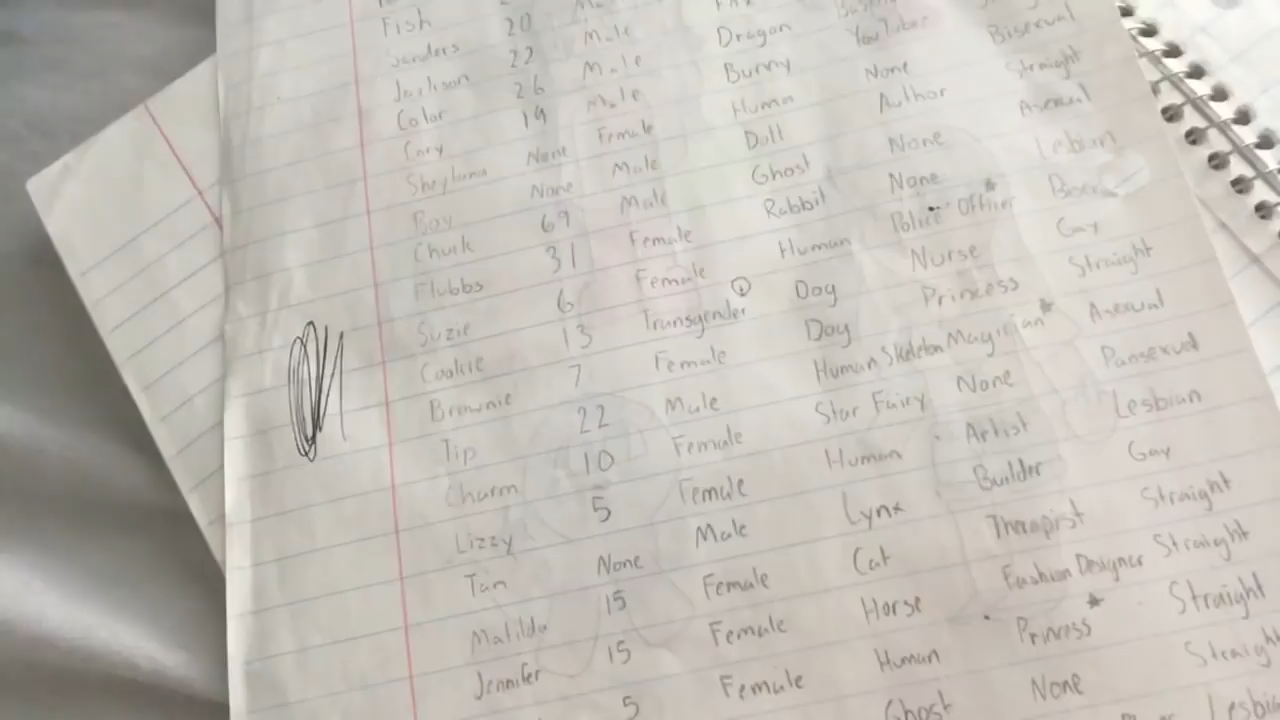 Fish
Sanders 20
Jackson 22 Male
Color 26 Male Dragon
Cory 19 Male Bunny YouTuber
None Female Human None Bisexual
Boy None Male Doll Author Straight
Chuck 69 Male Ghost None Asexual
Flubbs 31 Female Rabbit None Lesbian
Suzie 6 Female Human Police Officer
Cookie 13 Transgender Dog Nurse Gay
Brownie 7 Female Dog Princess Straight
Tip 22 Male Human Skeleton Magician Asexual
Charm 10 Female Star Fairy None Pansexual
Lizzy 5 Female Human Artist Lesbian
Tan None Male Lynx Builder Gay
Matilda 15 Female Cat Therapist Straight
Jennifer 15 Female Horse Fashion Designer Straight
5 Female Human Princess Straight
Ghost None Straight